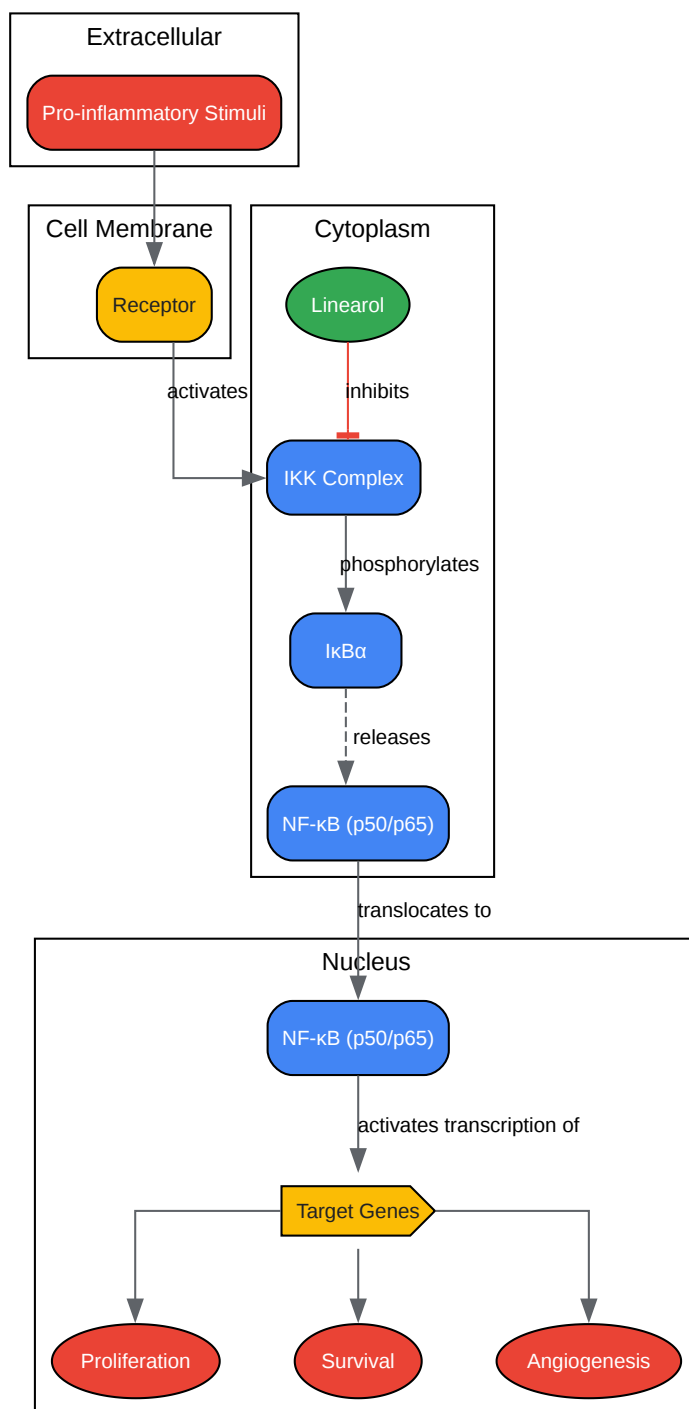 Extracellular
Pro-inflammatory Stimuli
Cell Membrane
Cytoplasm
Receptor
Linearol
activates
inhibits
IKK Complex
phosphorylates
IκBα
releases
NF-κB (p50/p65)
translocates to
Nucleus
NF-κB (p50/p65)
activates transcription of
Target Genes
Proliferation
Survival
Angiogenesis